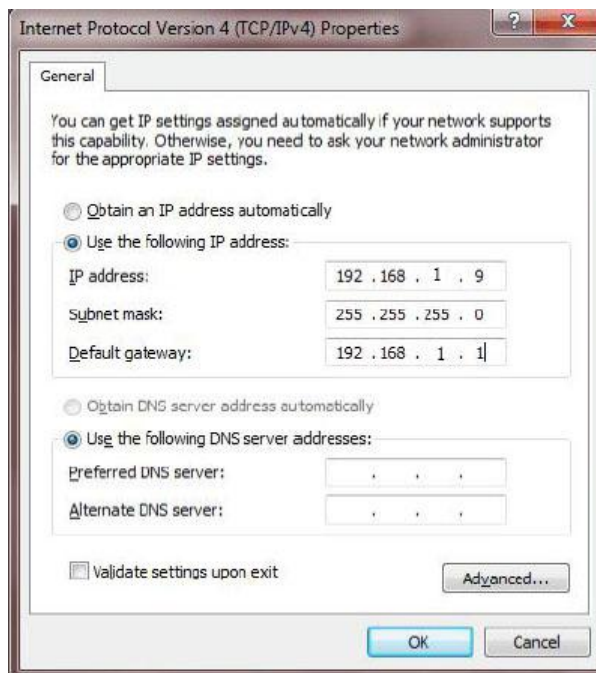 Internet Protocol Version 4 (TCP/IPv4) Properties
?
X
General
You can get IP settings assigned automatically if your network supports
this capability. Otherwise, you need to ask your network administrator
for the appropriate IP settings.
Obtain an IP address automatically
Use the following IP address:
IP address: 192 . 168 . 1 . 9
Subnet mask: 255 . 255 . 255 . 0
Default gateway: 192 . 168 . 1 . 1
Obtain DNS server address automatically
Use the following DNS server addresses:
Preferred DNS server: . . .
Alternate DNS server: . . .
Validate settings upon exit
Advanced...
OK Cancel